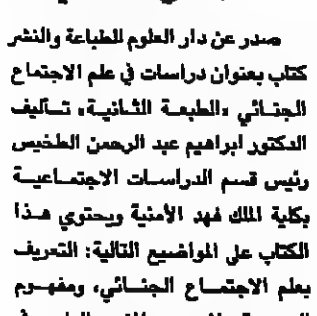 صدر عن دار العلوم للطباعة والنشر
كتاب بعنوان دراسات في علم الاجتماع
الجنائي «الطبعة الثانية» تأليف
الدكتور ابراهيم عبد الرحمن الطخيس
رئيس قسم الدراسات الاجتماعية
بكلية الملك فهد الأمنية ويحتوي هذا
الكتاب على المواضيع التالية: التعريف
بعلم الاجتماع الجنائي، ومفهوم